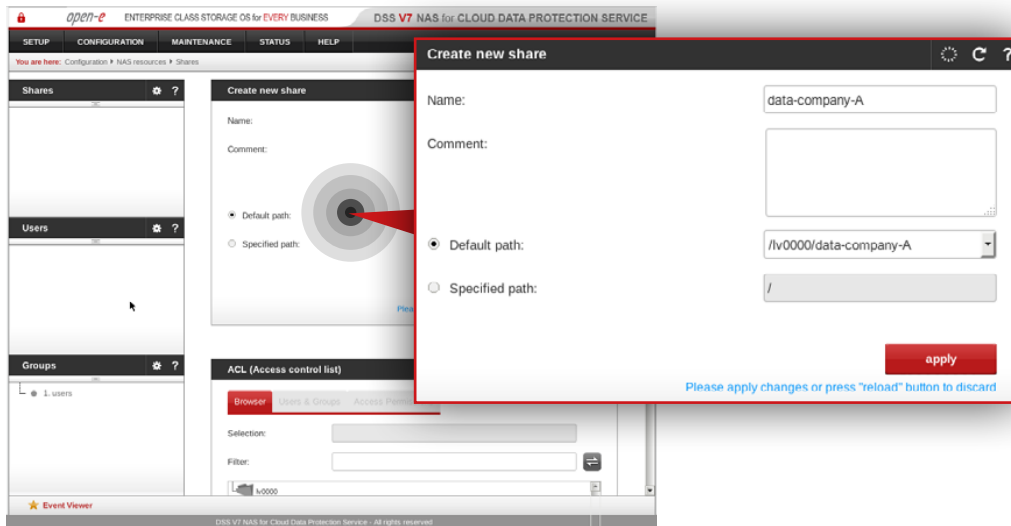 open-e ENTERPRISE CLASS STORAGE OS for EVERY BUSINESS DSS V7 NAS for CLOUD DATA PROTECTION SERVICE
SETUP CONFIGURATION MAINTENANCE STATUS HELP
You are here: Configuration NAS resources Shares
Shares ?
Create new share
Name:
Comment:
Default path:
Specified path:
Plea
Users ?
Groups ?
1. users
ACL (Access control list)
Browser Users & Groups Access Perm
Selection:
Filter:
lv0000
Event Viewer
DSS V7 NAS for Cloud Data Protection Service - All rights reserved
Create new share ?
Name: data-company-A
Comment:
Default path: /lv0000/data-company-A
Specified path: /
apply
Please apply changes or press "reload" button to discard